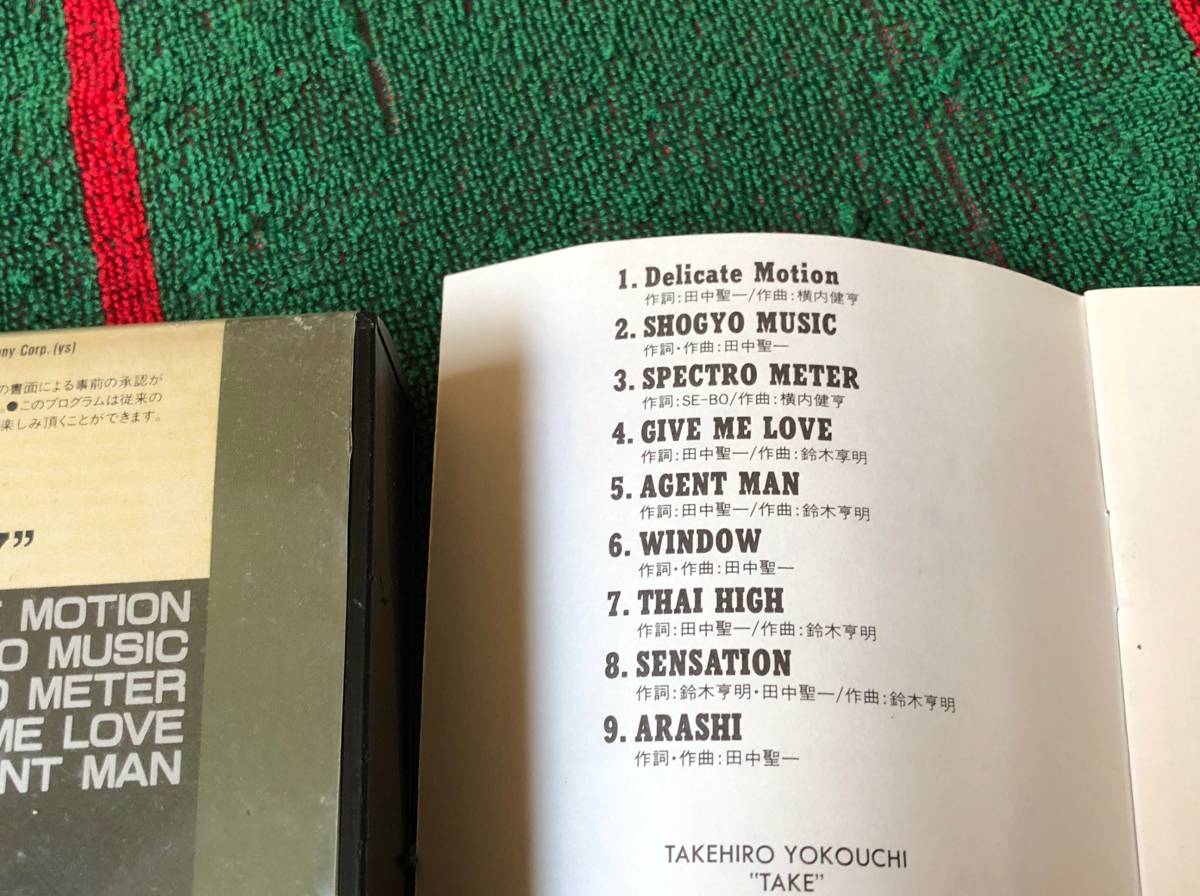 ny Corp. (ys)
の書面による事前の承認が
●このプログラムは従来の
楽しみ頂くことができます。
”
MOTION
O MUSIC
METER
ME LOVE
ENT MAN
1. Delicate Motion
作詞:田中聖一/作曲:横内健亨
2. SHOGYO MUSIC
作詞・作曲:田中聖一
3. SPECTRO METER
作詞:SE-BO/作曲:横内健亨
4. GIVE ME LOVE
作詞:田中聖一/作曲:鈴木享明
5. AGENT MAN
作詞:田中聖一/作曲:鈴木亨明
6. WINDOW
作詞・作曲:田中聖一
7. THAI HIGH
作詞:田中聖一/作曲:鈴木亨明
8. SENSATION
作詞:鈴木亨明・田中聖一/作曲:鈴木亨明
9. ARASHI
作詞・作曲:田中聖一
TAKEHIRO YOKOUCHI
"TAKE"